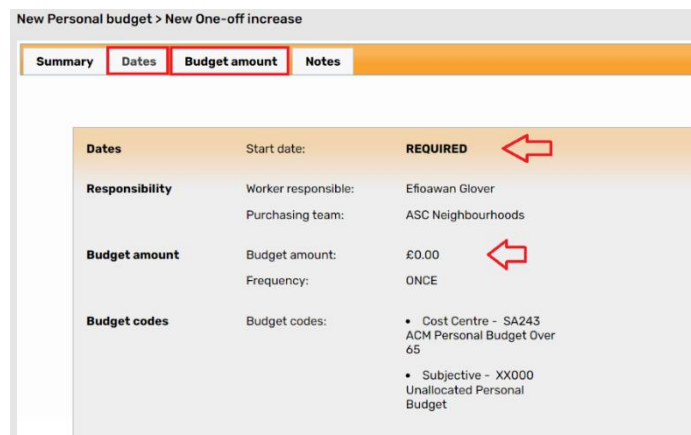 New Personal budget > New One-off increase
Summary Dates Budget amount Notes
Dates Start date: REQUIRED
Responsibility Worker responsible: Efioawan Glover
Purchasing team: ASC Neighbourhoods
Budget amount Budget amount: £0.00
Frequency: ONCE
Budget codes Budget codes: • Cost Centre - SA243
ACM Personal Budget Over
65
• Subjective - XX000
Unallocated Personal
Budget